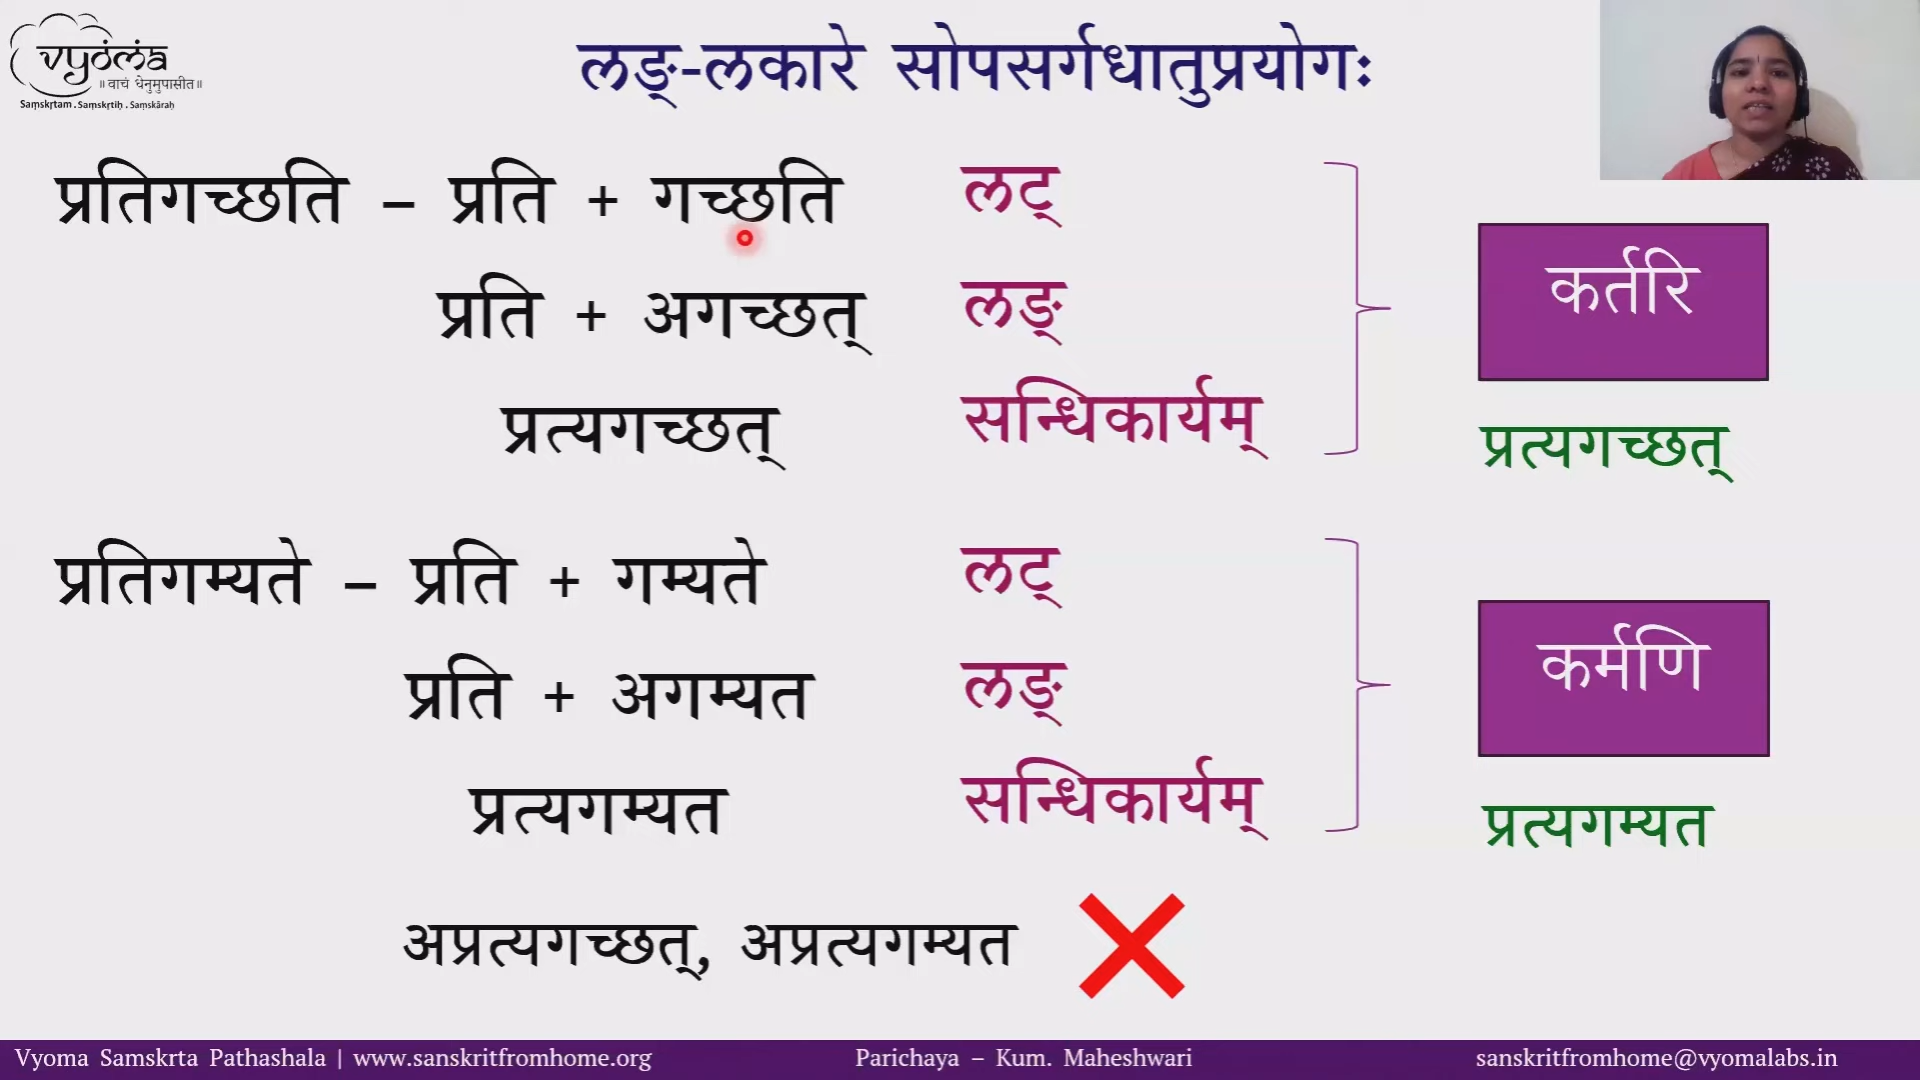 vyoma
॥ वाचं धेनुमुपासीत॥
Saṃskṛtam . Saṃskṛtiḥ . Saṃskāraḥ
लङ्-लकारे सोपसर्गधातुप्रयोगः
प्रतिगच्छति – प्रति + गच्छति लट्
प्रति + अगच्छत् लङ्
प्रत्यगच्छत् सन्धिकार्यम्
कर्तरि
प्रत्यगच्छत्
प्रतिगम्यते – प्रति + गम्यते लट्
प्रति + अगम्यत लङ्
प्रत्यगम्यत सन्धिकार्यम्
कर्मणि
प्रत्यगम्यत
अप्रत्यगच्छत्, अप्रत्यगम्यत
Vyoma Samskrta Pathashala | www.sanskritfromhome.org Parichaya – Kum. Maheshwari sanskritfromhome@vyomalabs.in